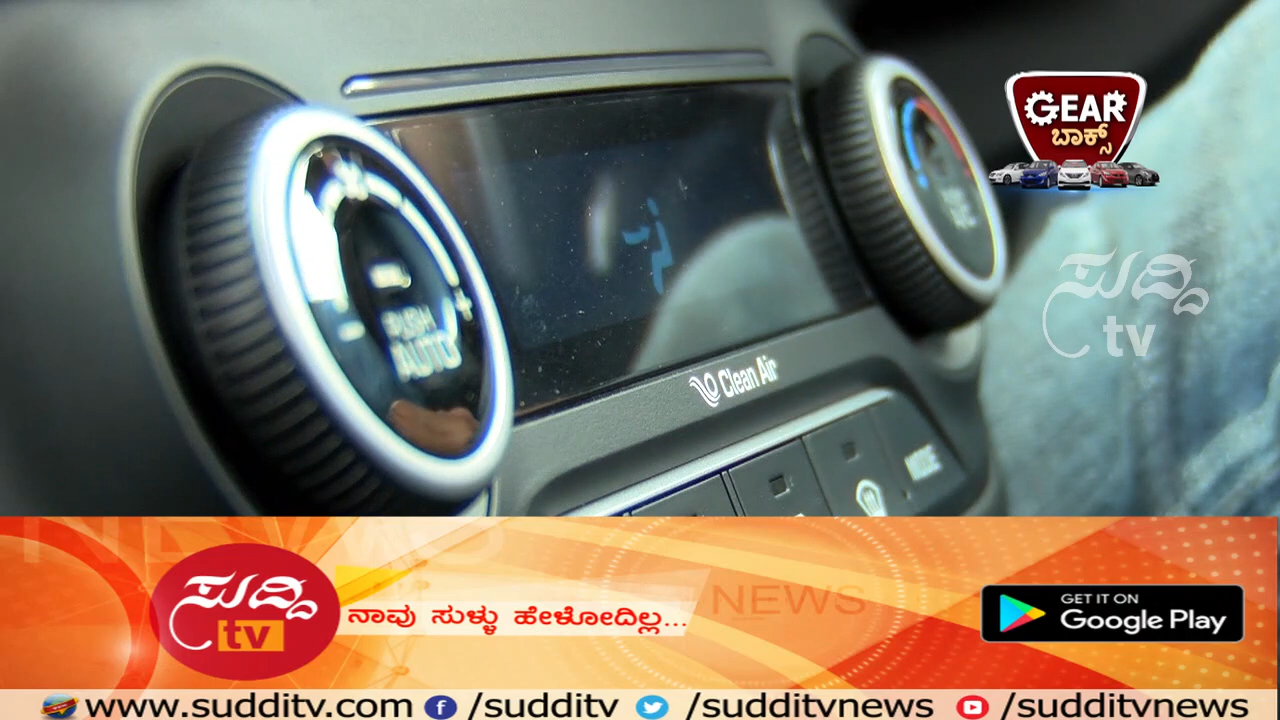 GEAR
ಬಾಕ್ಸ್
ಸುದ್ದಿ
tv
PUSH
AUTO
Clean Air
MODE
NEWS
ಸುದ್ದಿ
tv
ನಾವು ಸುಳ್ಳು ಹೇಳೋದಿಲ್ಲ...
NEWS
GET IT ON
Google Play
www.sudditv.com /sudditv /sudditvnews /sudditvnews